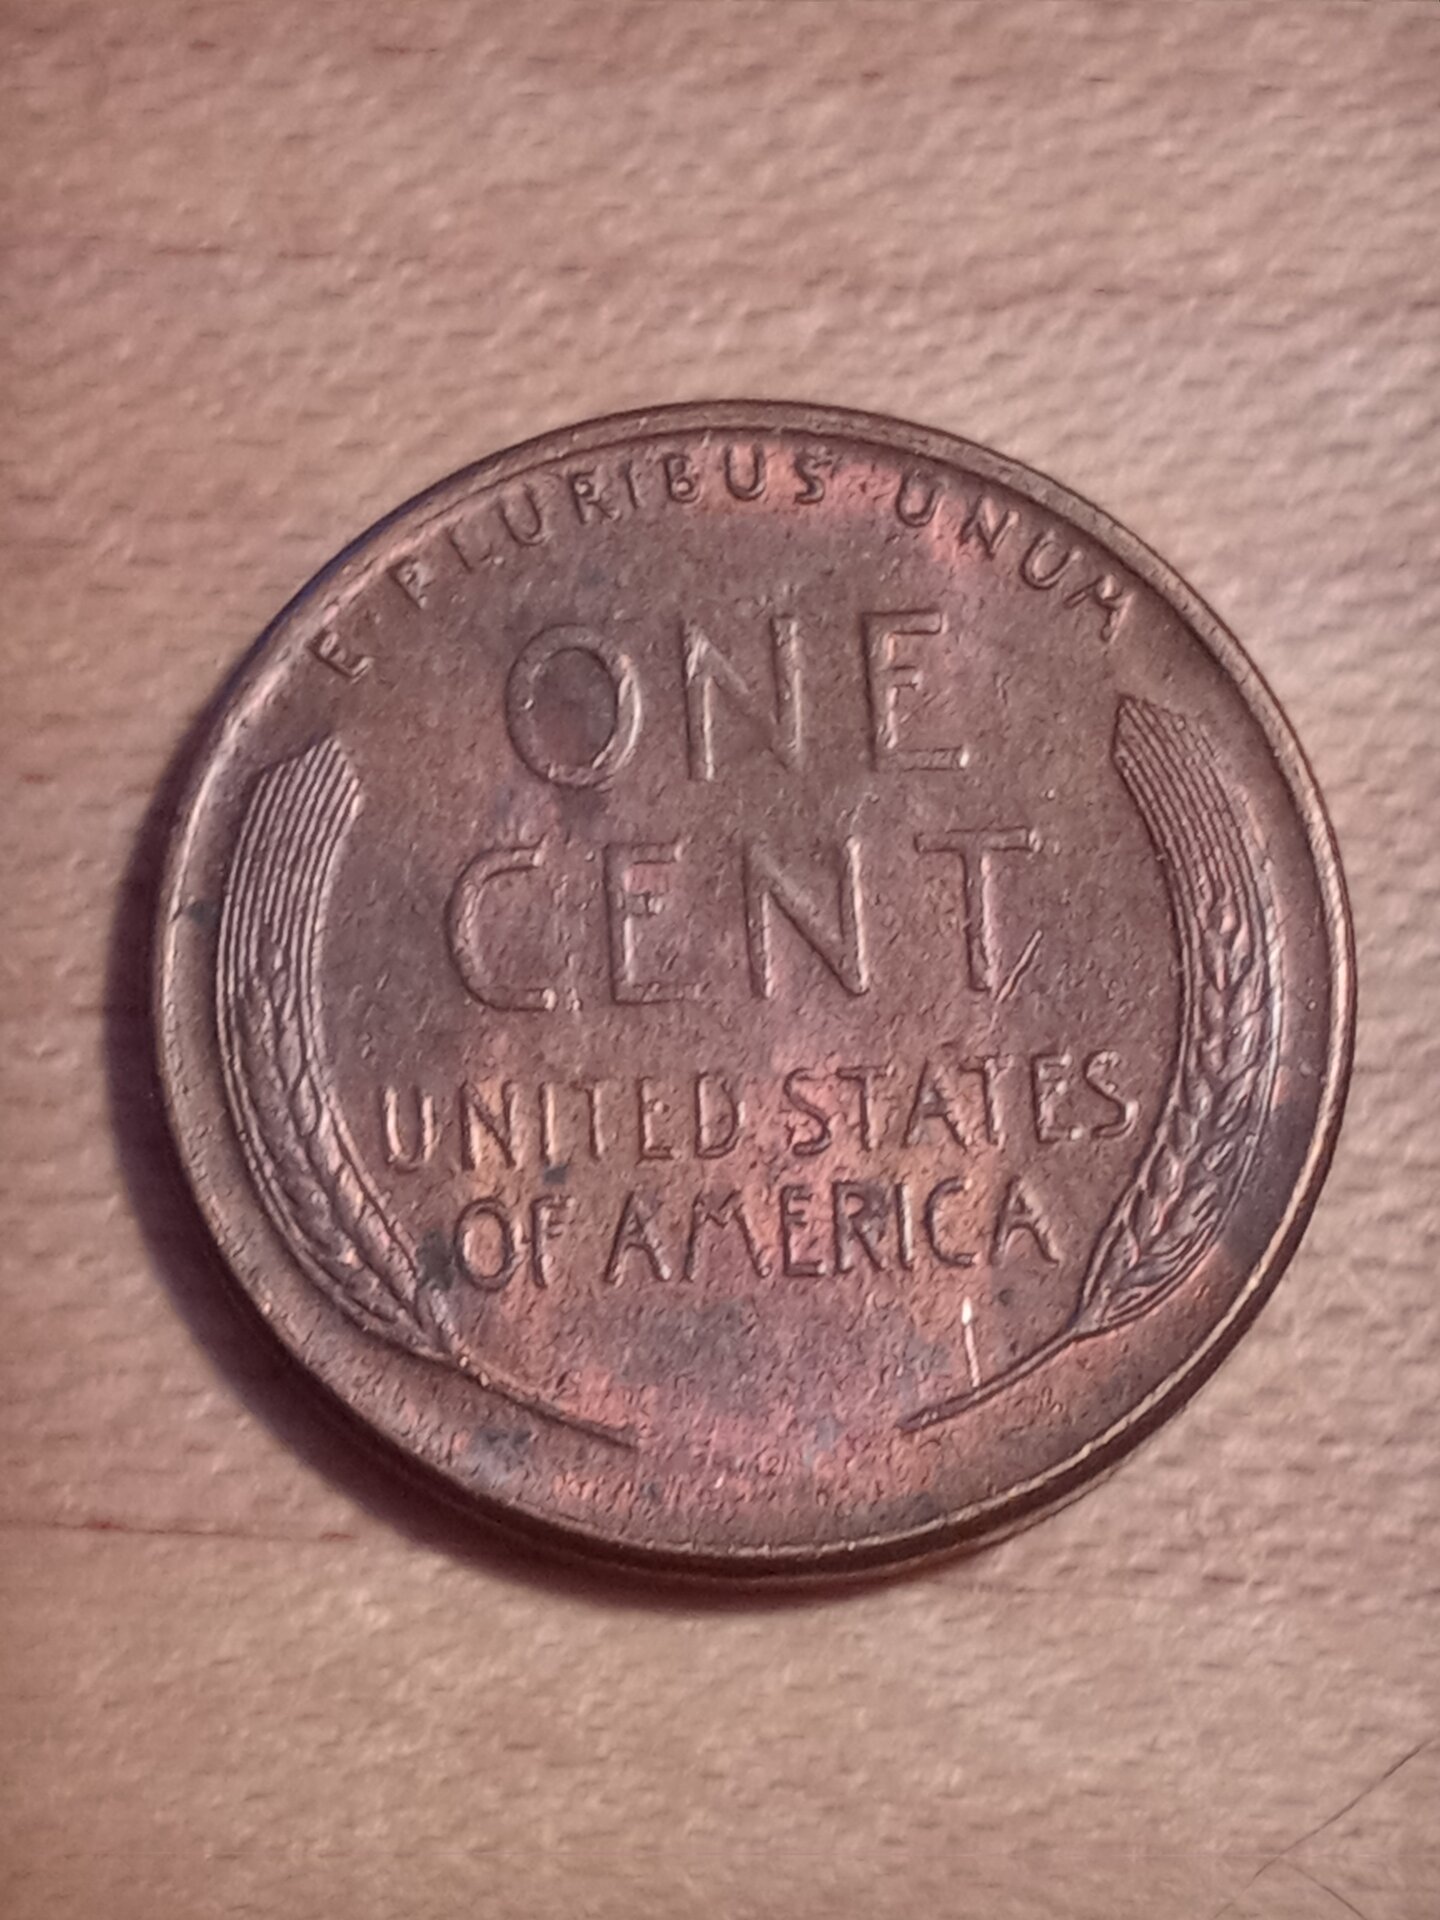 E PLURIBUS UNUM
ONE
CENT
UNITED STATES
OF AMERICA